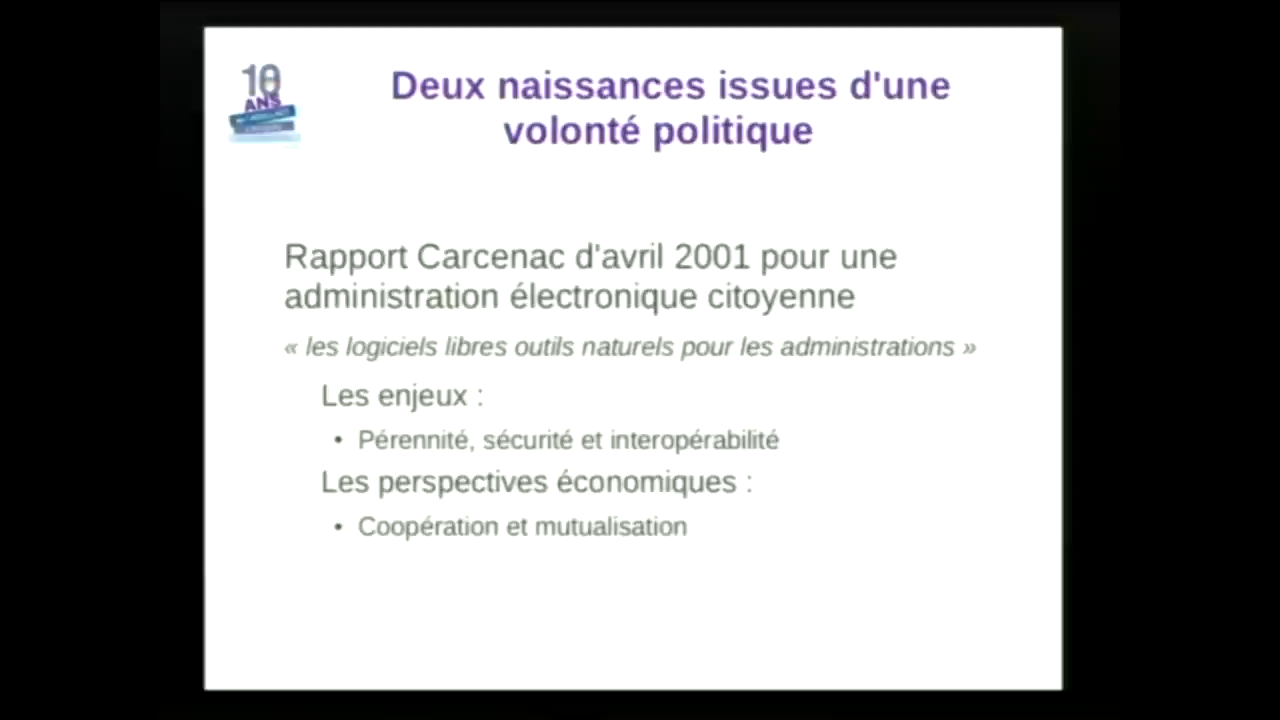 10
ANS
Deux naissances issues d'une
volonté politique
Rapport Carcenac d'avril 2001 pour une
administration électronique citoyenne
« les logiciels libres outils naturels pour les administrations »
Les enjeux :
• Pérennité, sécurité et interopérabilité
Les perspectives économiques :
• Coopération et mutualisation